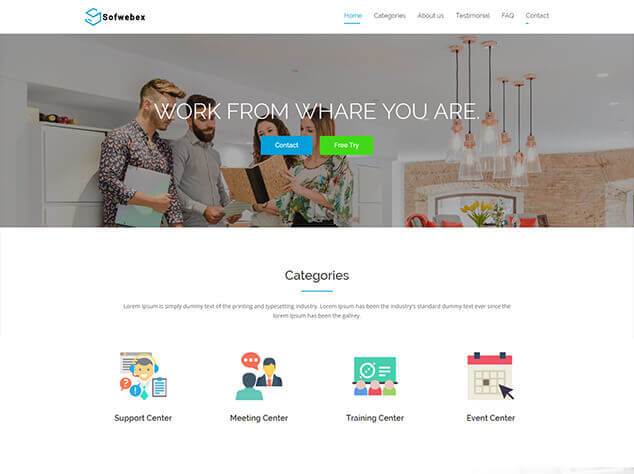 Sofwebex
Home Categories About us Testimoniel FAQ Contact
WORK FROM WHARE YOU ARE.
Contact Free Try
Categories
Lorem Ipsum is simply dummy text of the printing and typesetting industry. Lorem Ipsum has been the industry's standard dummy text ever since the
lorem Ipsum has been the gallrey.
Support Center Meeting Center Training Center Event Center